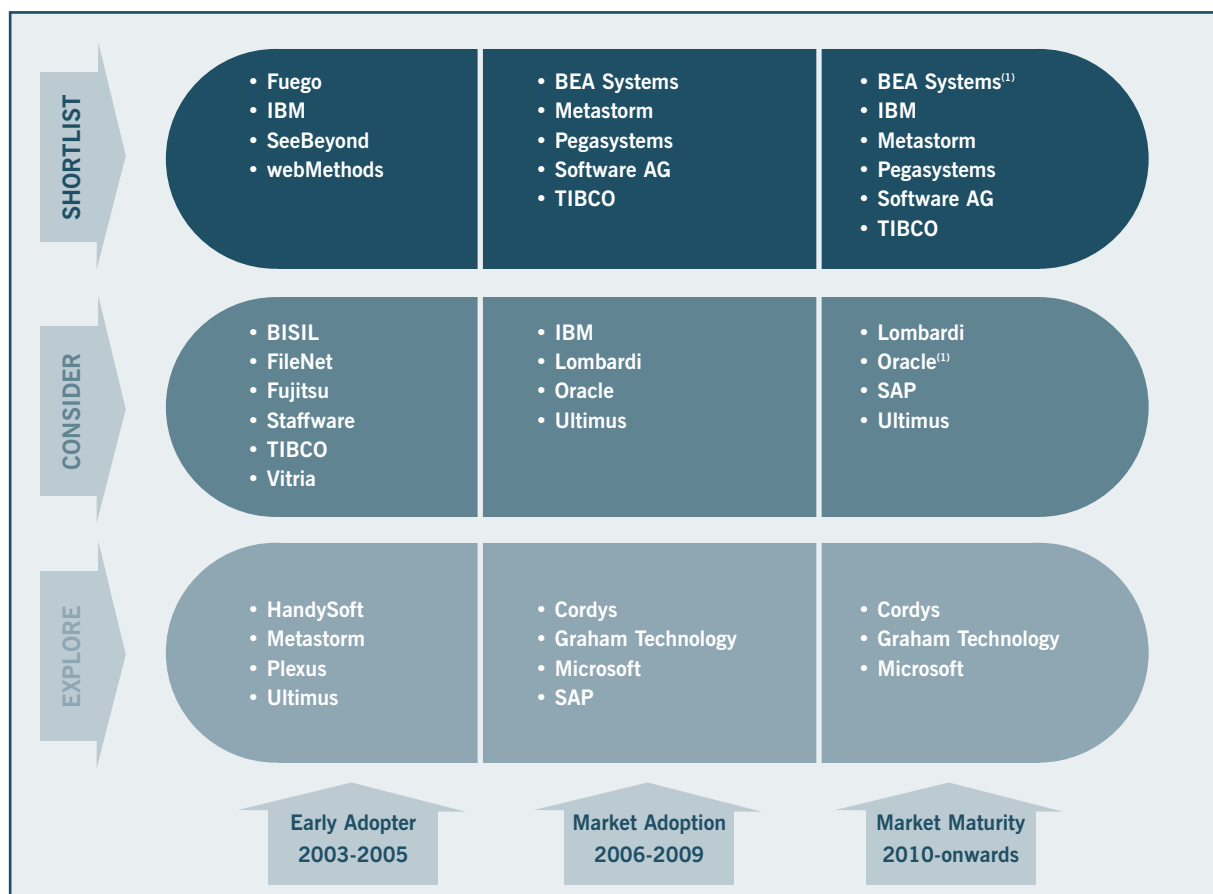 SHORTLIST
• Fuego
• IBM
• SeeBeyond
• webMethods
• BEA Systems
• Metastorm
• Pegasystems
• Software AG
• TIBCO
• BEA Systems(1)
• IBM
• Metastorm
• Pegasystems
• Software AG
• TIBCO
CONSIDER
• BISIL
• FileNet
• Fujitsu
• Staffware
• TIBCO
• Vitria
• IBM
• Lombardi
• Oracle
• Ultimus
• Lombardi
• Oracle(1)
• SAP
• Ultimus
EXPLORE
• HandySoft
• Metastorm
• Plexus
• Ultimus
• Cordys
• Graham Technology
• Microsoft
• SAP
• Cordys
• Graham Technology
• Microsoft
Early Adopter
2003-2005
Market Adoption
2006-2009
Market Maturity
2010-onwards